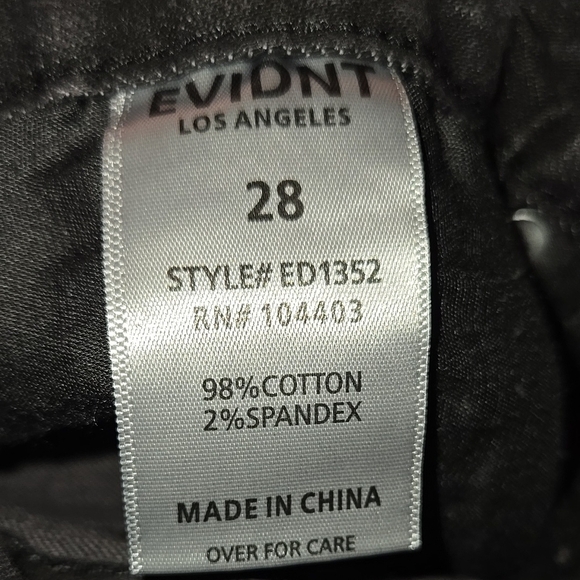 EVIDNT
LOS ANGELES
28
STYLE# ED1352
RN# 104403
98%COTTON
2%SPANDEX
MADE IN CHINA
OVER FOR CARE